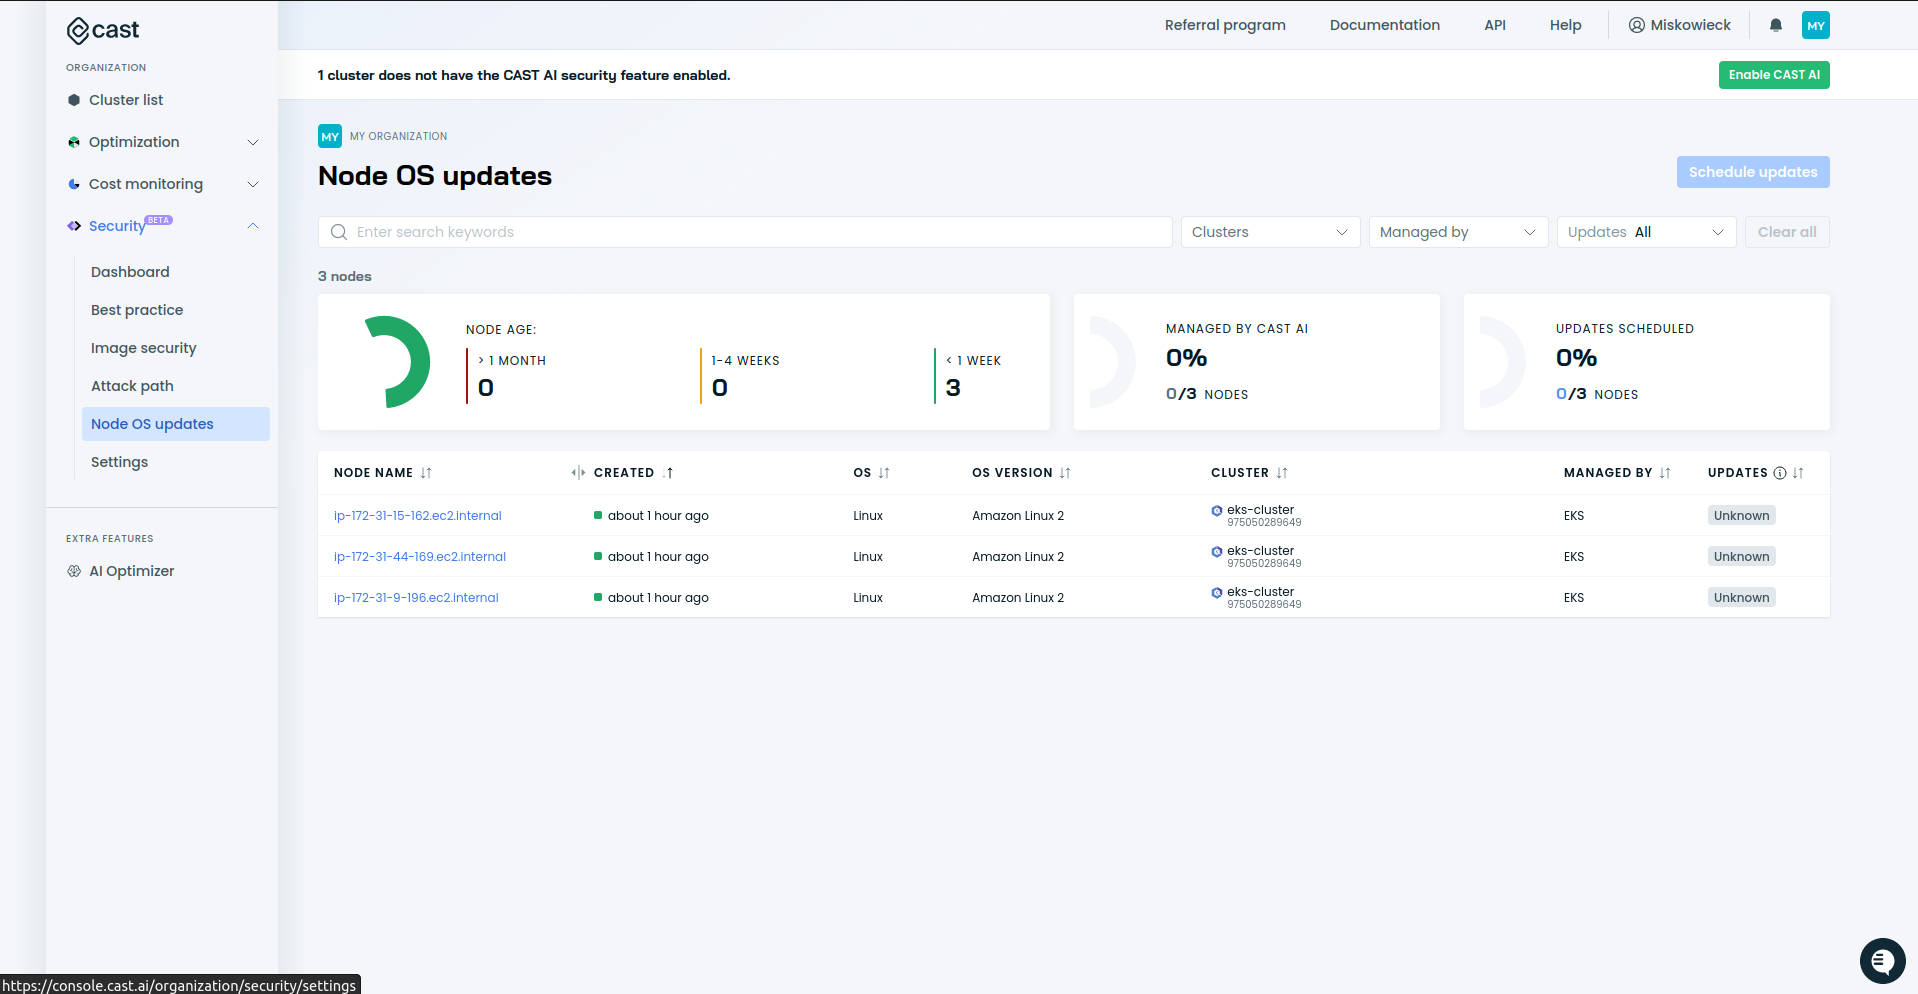 cast
Referral program Documentation API Help Miskowieck MY
ORGANIZATION
Cluster list
Optimization
Cost monitoring
Security BETA
Dashboard
Best practice
Image security
Attack path
Node OS updates
Settings
EXTRA FEATURES
AI Optimizer
1 cluster does not have the CAST AI security feature enabled.
Enable CAST AI
MY MY ORGANIZATION
Node OS updates
Schedule updates
Enter search keywords Clusters Managed by Updates All Clear all
3 nodes
NODE AGE:
> 1 MONTH
0
1-4 WEEKS
0
< 1 WEEK
3
MANAGED BY CAST AI
0%
0/3 NODES
UPDATES SCHEDULED
0%
0/3 NODES
NODE NAME CREATED OS OS VERSION CLUSTER MANAGED BY UPDATES
ip-172-31-15-162.ec2.internal about 1 hour ago Linux Amazon Linux 2 eks-cluster EKS Unknown
975050289649
ip-172-31-44-169.ec2.internal about 1 hour ago Linux Amazon Linux 2 eks-cluster EKS Unknown
975050289649
ip-172-31-9-196.ec2.internal about 1 hour ago Linux Amazon Linux 2 eks-cluster EKS Unknown
975050289649
https://console.cast.ai/organization/security/settings